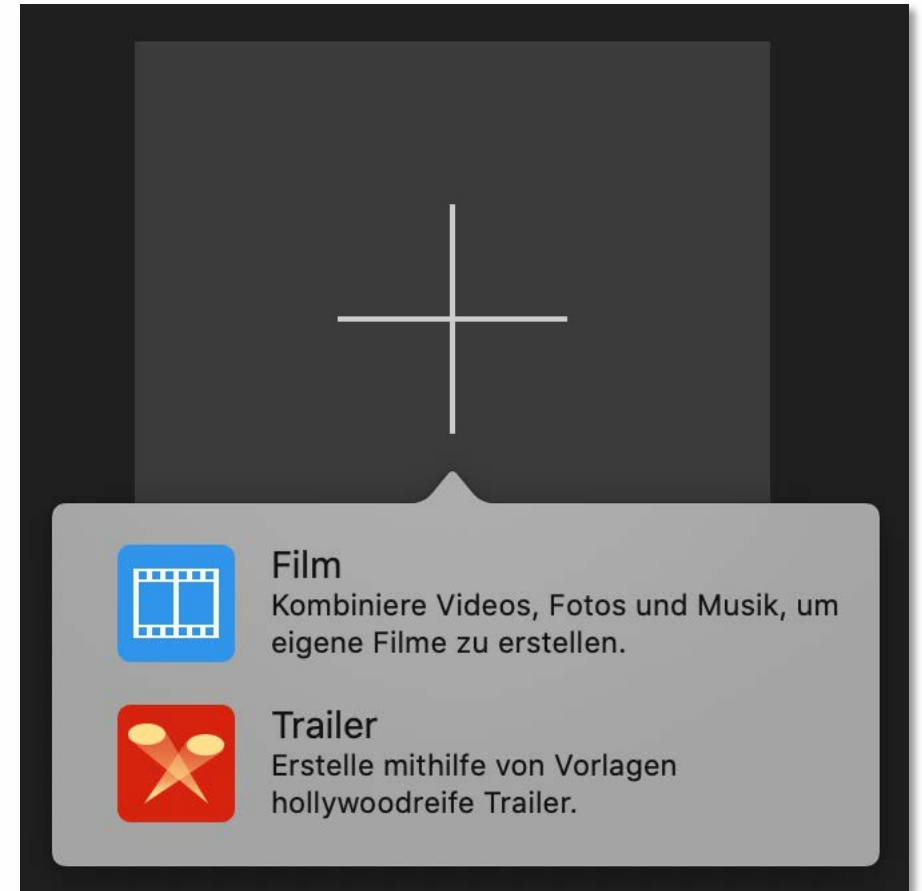 Film
Kombiniere Videos, Fotos und Musik, um
eigene Filme zu erstellen.
Trailer
Erstelle mithilfe von Vorlagen
hollywoodreife Trailer.